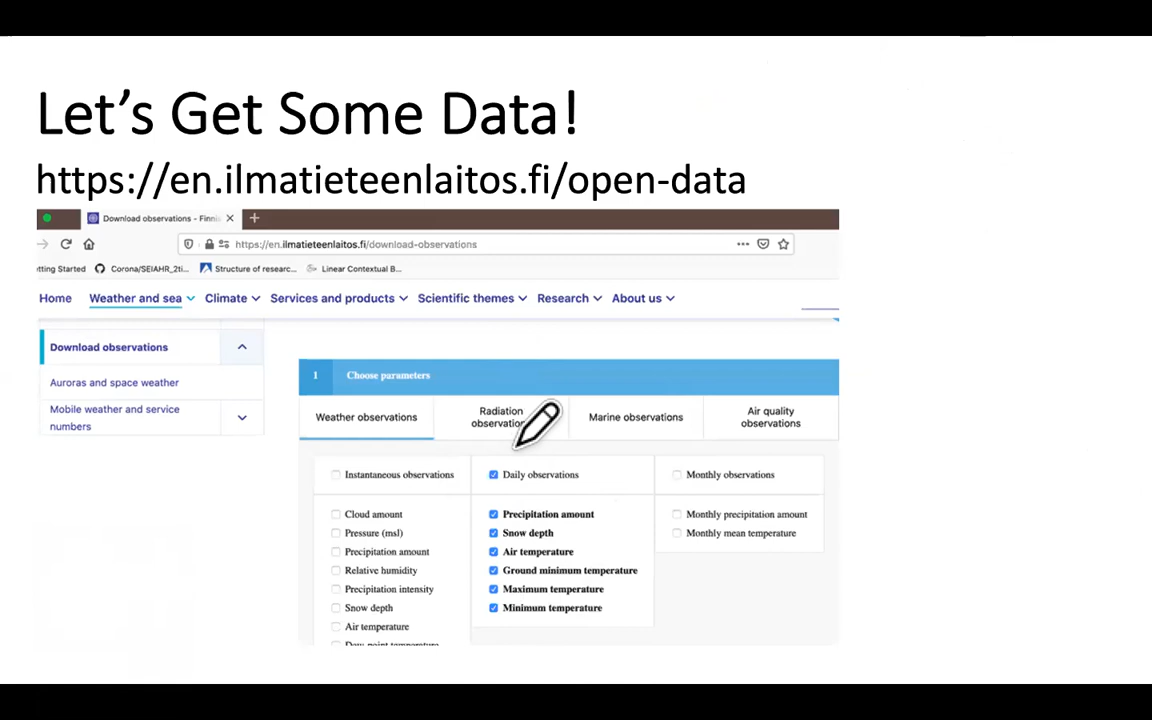 Let's Get Some Data!
https://en.ilmatieteenlaitos.fi/open-data
Download observations - Finni
https://en.ilmatieteenlaitos.fi/download-observations
tting Started Corona/SEIAHR_2ti... Structure of researc... Linear Contextual B...
Home Weather and sea Climate Services and products Scientific themes Research About us
Download observations
Auroras and space weather
Mobile weather and service
numbers
1 Choose parameters
Weather observations
Radiation
Marine observations
Air quality
observations
Instantaneous observations
Cloud amount
Pressure (msl)
Precipitation amount
Relative humidity
Precipitation intensity
Snow depth
Air temperature
Dew-point temperature
Daily observations
Precipitation amount
Snow depth
Air temperature
Ground minimum temperature
Maximum temperature
Minimum temperature
Monthly observations
Monthly precipitation amount
Monthly mean temperature